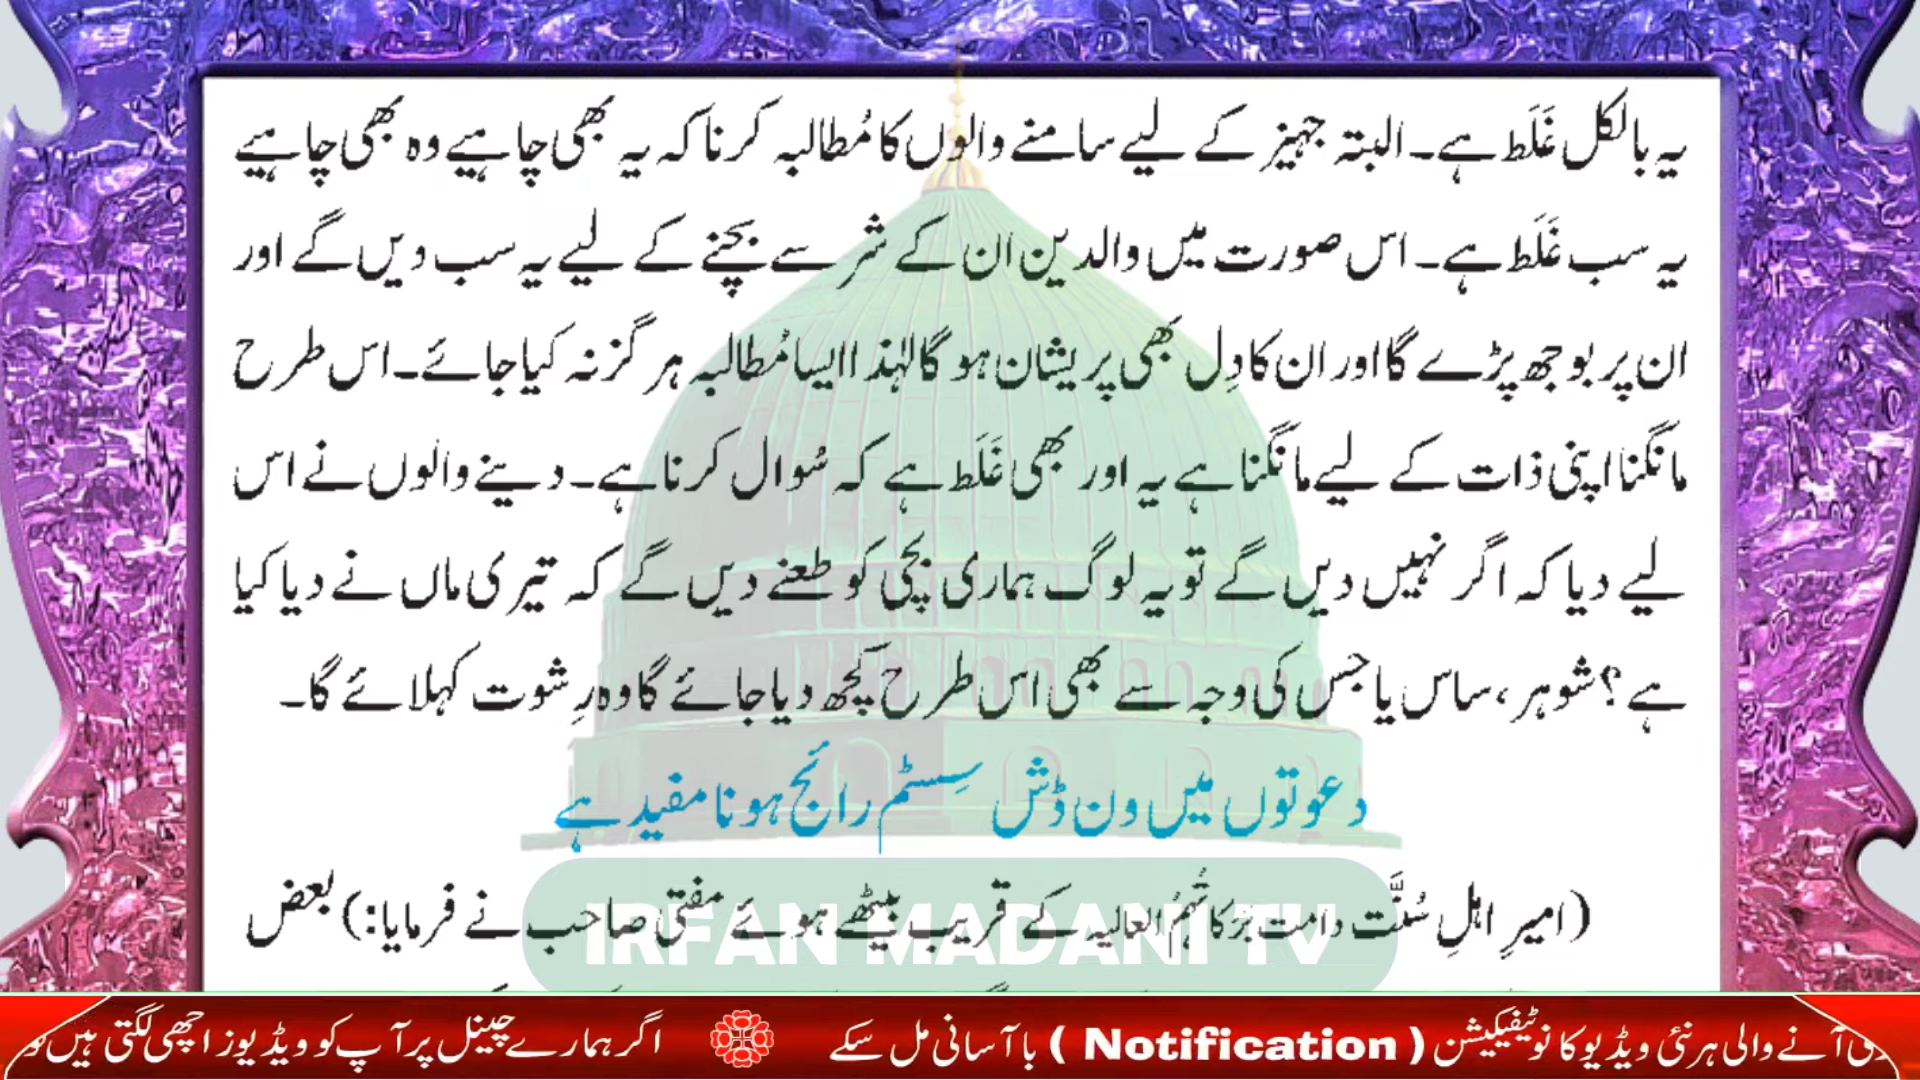 یہ بالکل غَلَط ہے۔ البتہ جہیز کے لیے سامنے والوں کا مُطالبہ کرنا کہ یہ بھی چاہیے وہ بھی چاہیے
یہ سب غَلَط ہے۔ اس صورت میں والدین ان کے شر سے بچنے کے لیے یہ سب دیں گے اور
ان پر بوجھ پڑے گا اور ان کا دِل بھی پریشان ہو گا لہٰذا ایسا مُطالبہ ہر گز نہ کیا جائے۔ اس طرح
مانگنا اپنی ذات کے لیے مانگنا ہے یہ اور بھی غَلَط ہے کہ سُوال کرنا ہے۔ دینے والوں نے اس
لیے دیا کہ اگر نہیں دیں گے تو یہ لوگ ہماری بچی کو طعنے دیں گے کہ تیری ماں نے دیا کیا
ہے؟ شوہر، ساس یا جس کی وجہ سے بھی اس طرح کچھ دیا جائے گا وہ رِشوت کہلائے گا۔
دعوتوں میں ون ڈش سِسٹم رائج ہونا مفید ہے
(امیرِ اہلِ سُنَّت دامت بَرَکاتُہُمُ العالیہ کے قریب بیٹھے ہوئے مفتی صاحب نے فرمایا:) بعض
IRFAN MADANI TV
آنے والی ہر نئی ویڈیو کا نوٹیفیکیشن ( Notification ) باآسانی مل سکے
اگر ہمارے چینل پر آپ کو ویڈیوز اچھی لگتی ہیں